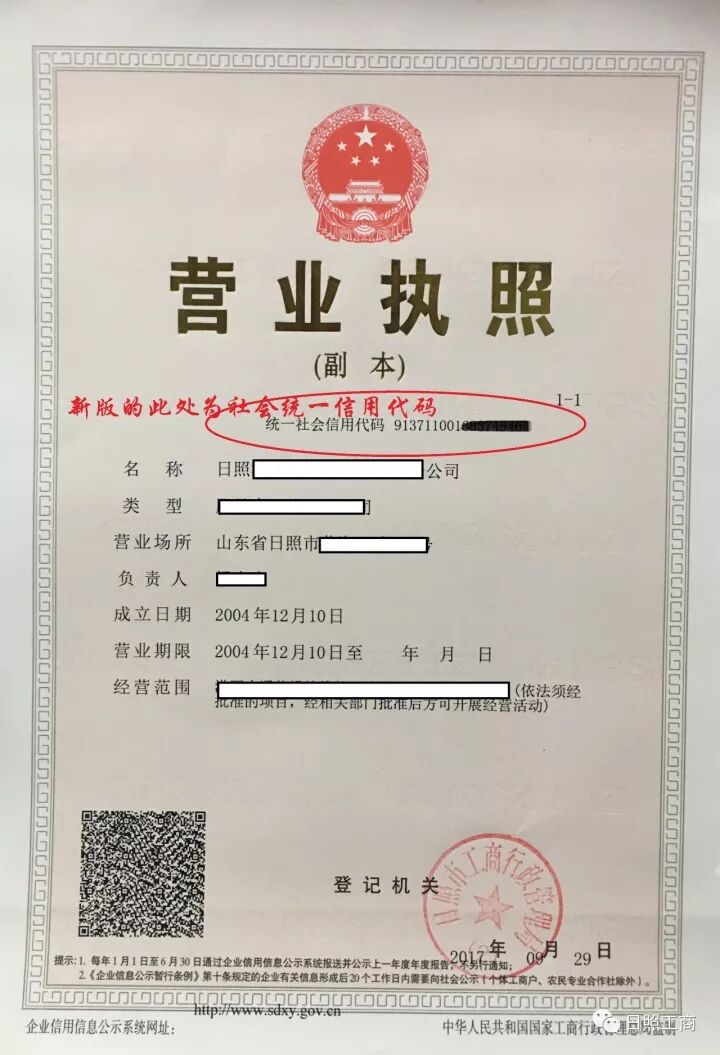 营业执照
(副 本)
1-1
新版的此处为社会统一信用代码
统一社会信用代码 913711001
名 称 日照 公司
类 型
营业场所 山东省日照市
负 责 人
成立日期 2004年12月10日
营业期限 2004年12月10日至 年 月 日
经营范围 (依法须经
批准的项目，经相关部门批准后方可开展经营活动)
登记机关
日照市工商行政管理局
2017 年 09 月 29 日
提示：1. 每年1月1日至6月30日通过企业信用信息公示系统报送并公示上一年度年度报告，不另行通知；
2.《企业信息公示暂行条例》第十条规定的企业有关信息形成后20个工作日内需要向社会公示（个体工商户、农民专业合作社除外）。
http://www.sdxy.gov.cn
企业信用信息公示系统网址：
中华人民共和国国家工商行政管理总局监制
日照工商